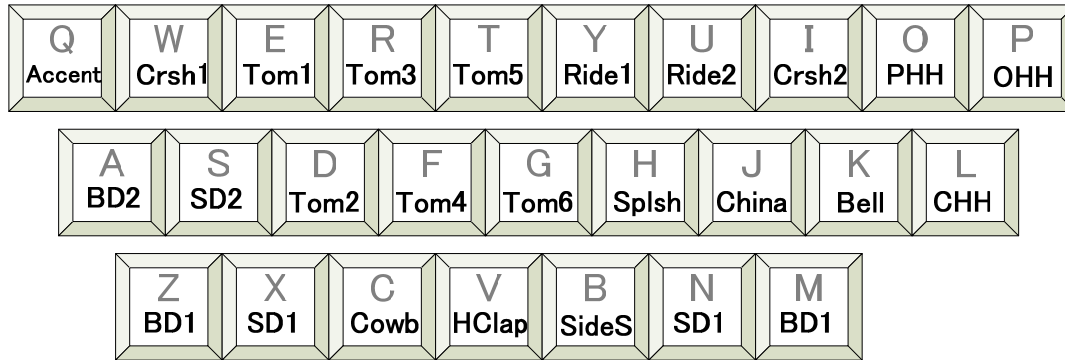 Q W E R T Y U I O P
Accent Crsh1 Tom1 Tom3 Tom5 Ride1 Ride2 Crsh2 PHH OHH
A S D F G H J K L
BD2 SD2 Tom2 Tom4 Tom6 Splsh China Bell CHH
Z X C V B N M
BD1 SD1 Cowb HClap SideS SD1 BD1